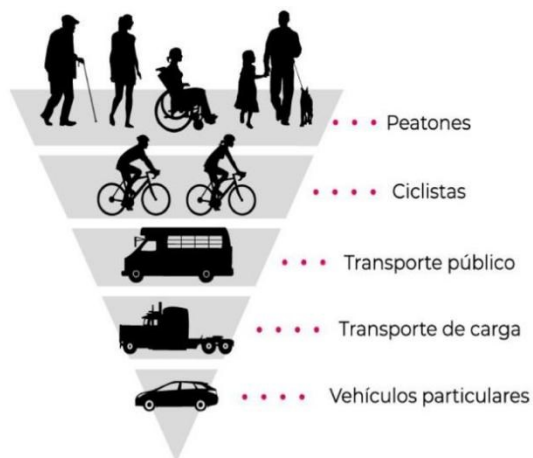 Peatones
Ciclistas
Transporte público
Transporte de carga
Vehículos particulares